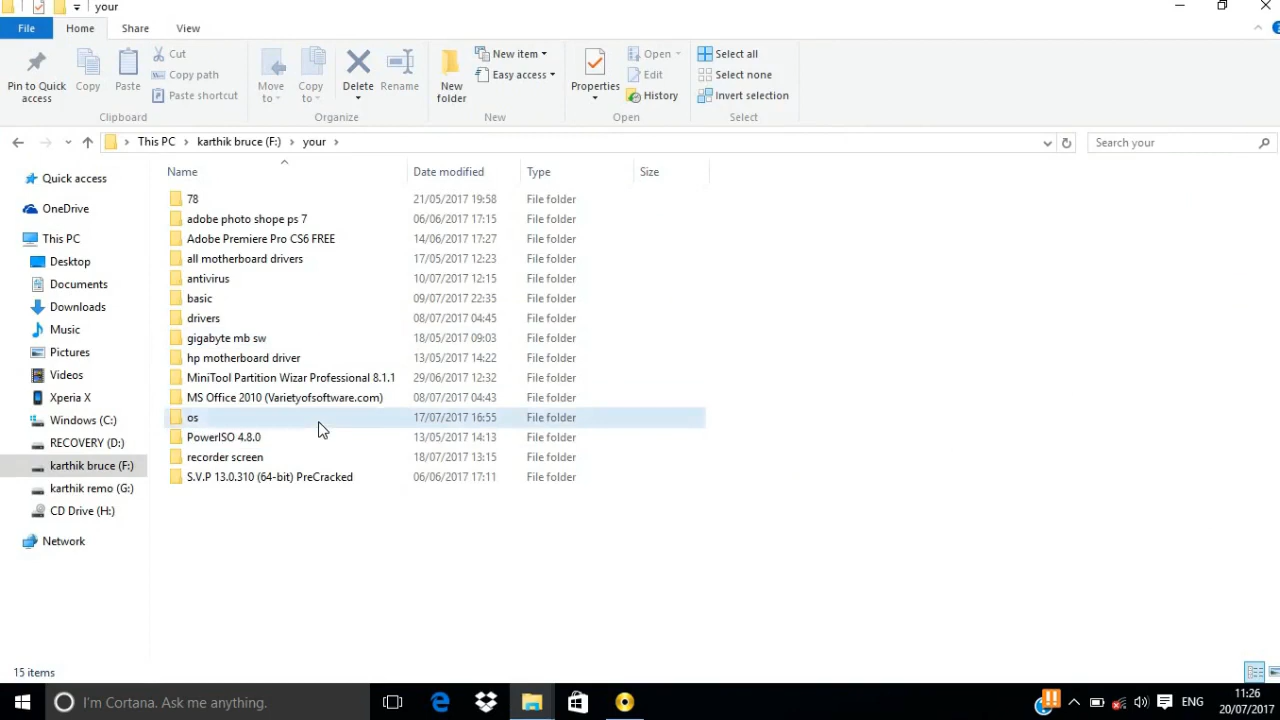 your
File Home Share View
Pin to Quick access
Copy
Paste
Cut
Copy path
Paste shortcut
Clipboard
Move to
Copy to
Delete
Rename
Organize
New folder
New item
Easy access
New
Properties
Open
Edit
History
Open
Select all
Select none
Invert selection
Select
This PC karthik bruce (F:) your
Search your
Quick access
OneDrive
This PC
Desktop
Documents
Downloads
Music
Pictures
Videos
Xperia X
Windows (C:)
RECOVERY (D:)
karthik bruce (F:)
karthik remo (G:)
CD Drive (H:)
Network
Name Date modified Type Size
78 21/05/2017 19:58 File folder
adobe photo shope ps 7 06/06/2017 17:15 File folder
Adobe Premiere Pro CS6 FREE 14/06/2017 17:27 File folder
all motherboard drivers 17/05/2017 12:23 File folder
antivirus 10/07/2017 12:15 File folder
basic 09/07/2017 22:35 File folder
drivers 08/07/2017 04:45 File folder
gigabyte mb sw 18/05/2017 09:03 File folder
hp motherboard driver 13/05/2017 14:22 File folder
MiniTool Partition Wizar Professional 8.1.1 29/06/2017 12:32 File folder
MS Office 2010 (Varietyofsoftware.com) 08/07/2017 04:43 File folder
os 17/07/2017 16:55 File folder
PowerISO 4.8.0 13/05/2017 14:13 File folder
recorder screen 18/07/2017 13:15 File folder
S.V.P 13.0.310 (64-bit) PreCracked 06/06/2017 17:11 File folder
15 items
I'm Cortana. Ask me anything.
ENG
11:26
20/07/2017